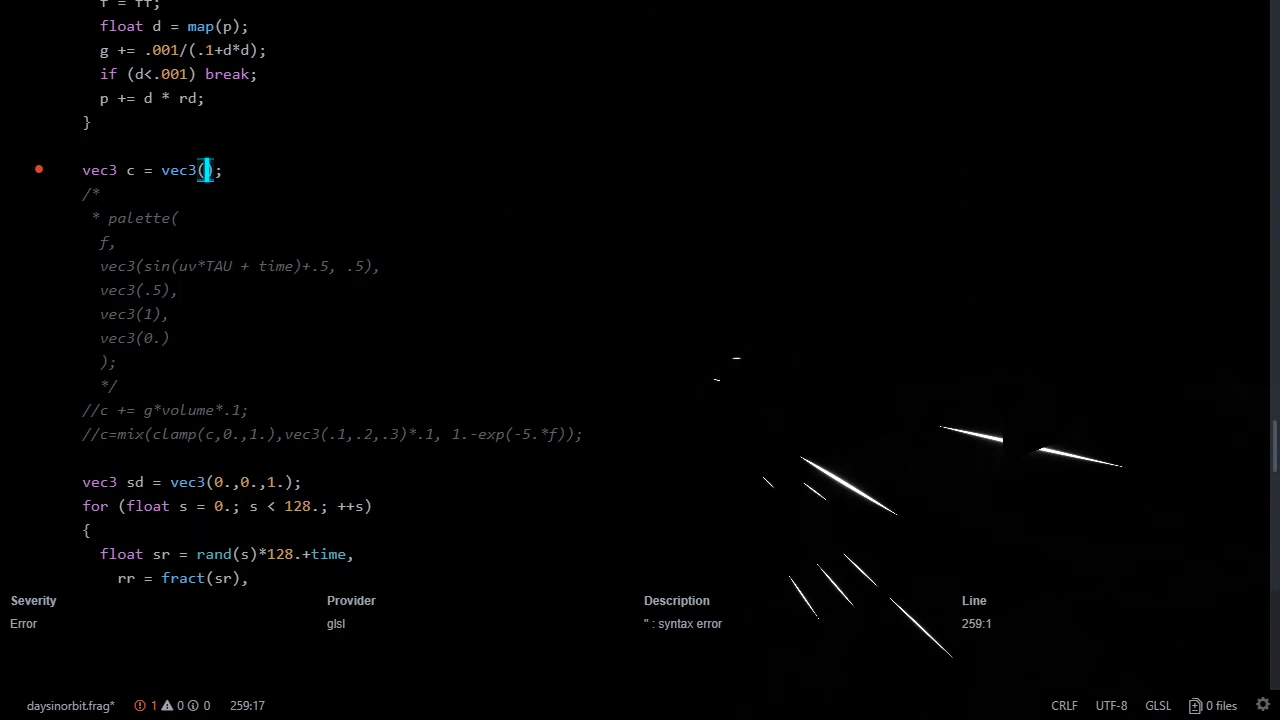 f = ff;
float d = map(p);
g += .001/(.1+d*d);
if (d<.001) break;
p += d * rd;
}
vec3 c = vec3();
/*
* palette(
f,
vec3(sin(uv*TAU + time)+.5, .5),
vec3(.5),
vec3(1),
vec3(0.)
);
*/
//c += g*volume*.1;
//c=mix(clamp(c,0.,1.),vec3(.1,.2,.3)*.1, 1.-exp(-5.*f));
vec3 sd = vec3(0.,0.,1.);
for (float s = 0.; s < 128.; ++s)
{
float sr = rand(s)*128.+time,
rr = fract(sr),
Severity Provider Description Line
Error glsl '' : syntax error 259:1
daysinorbit.frag* 1 0 0 259:17 CRLF UTF-8 GLSL 0 files